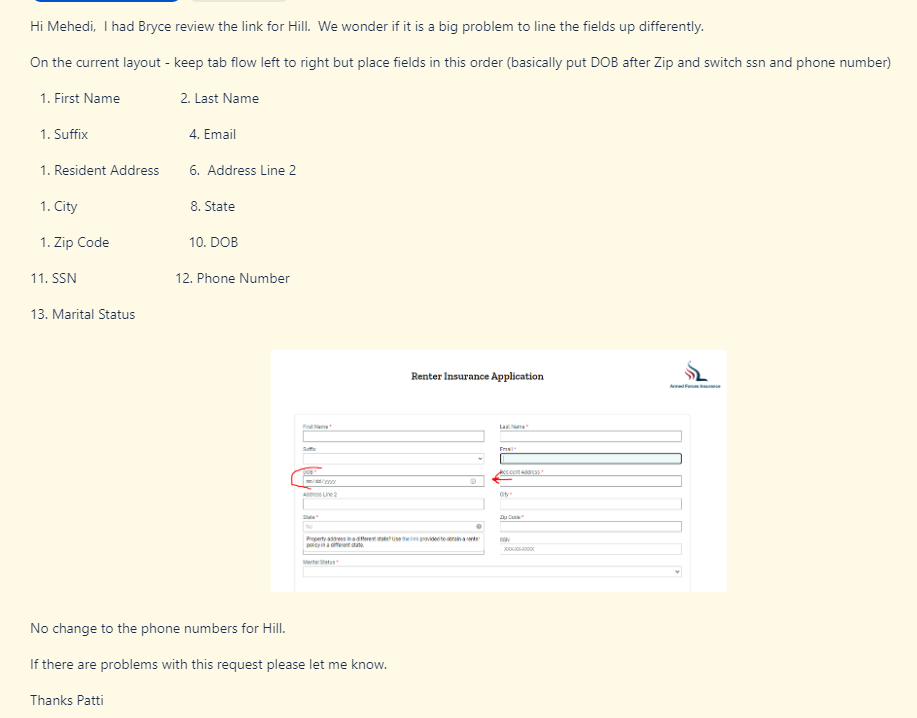 Hi Mehedi,  I had Bryce review the link for Hill.  We wonder if it is a big problem to line the fields up differently.
On the current layout - keep tab flow left to right but place fields in this order (basically put DOB after Zip and switch ssn and phone number)
1. First Name 2. Last Name
1. Suffix 4. Email
1. Resident Address 6.  Address Line 2
1. City 8. State
1. Zip Code 10. DOB
11. SSN 12. Phone Number
13. Marital Status
Renter Insurance Application
Armed Forces Insurance
First Name * Last Name *
Suffix Email *
DOB * Account Address *
mm/dd/yyyy
Address Line 2 City *
State * Zip Code *
Property address in a different state? Use the link provided to obtain a renter SSN
policy in a different state. XXX-XX-XXXX
Marital Status *
No change to the phone numbers for Hill.
If there are problems with this request please let me know.
Thanks Patti